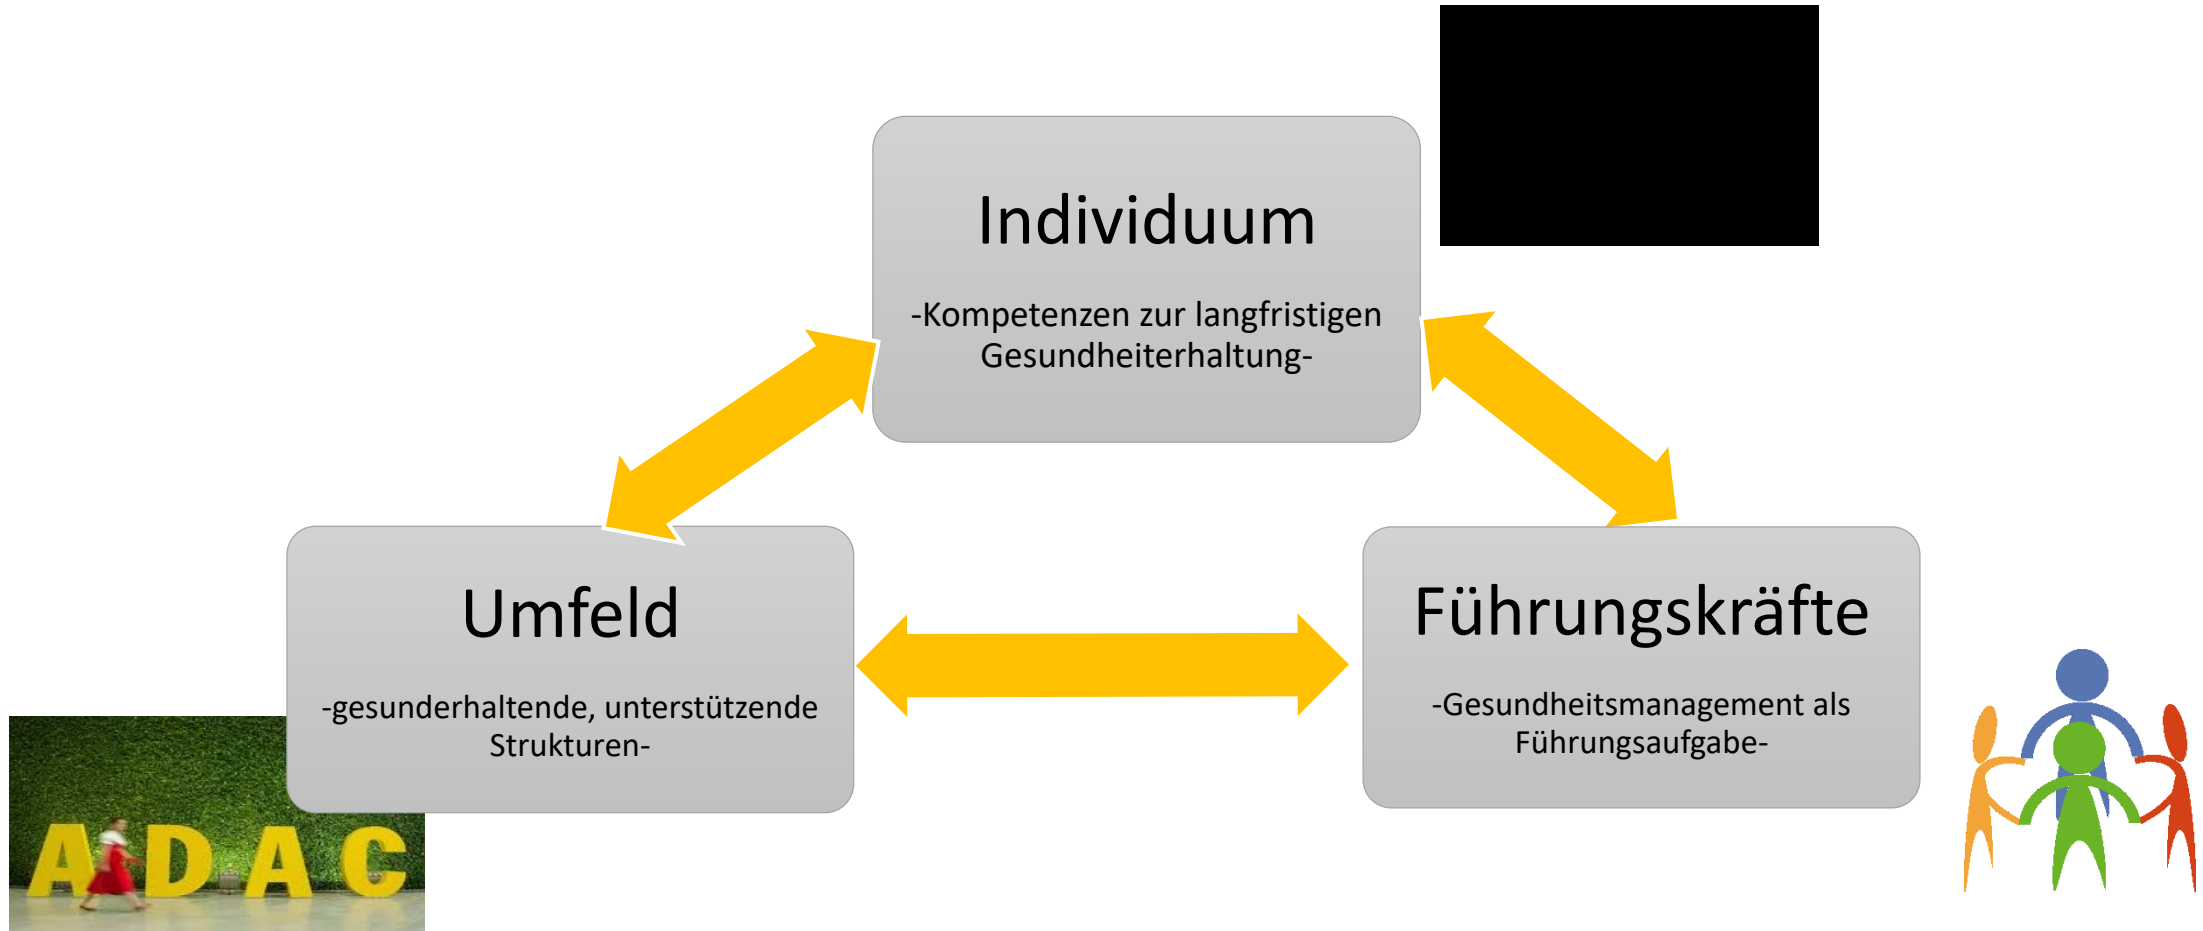 Individuum
-Kompetenzen zur langfristigen
Gesundheiterhaltung-
Umfeld
-gesunderhaltende, unterstützende
Strukturen-
Führungskräfte
-Gesundheitsmanagement als
Führungsaufgabe-
ADAC